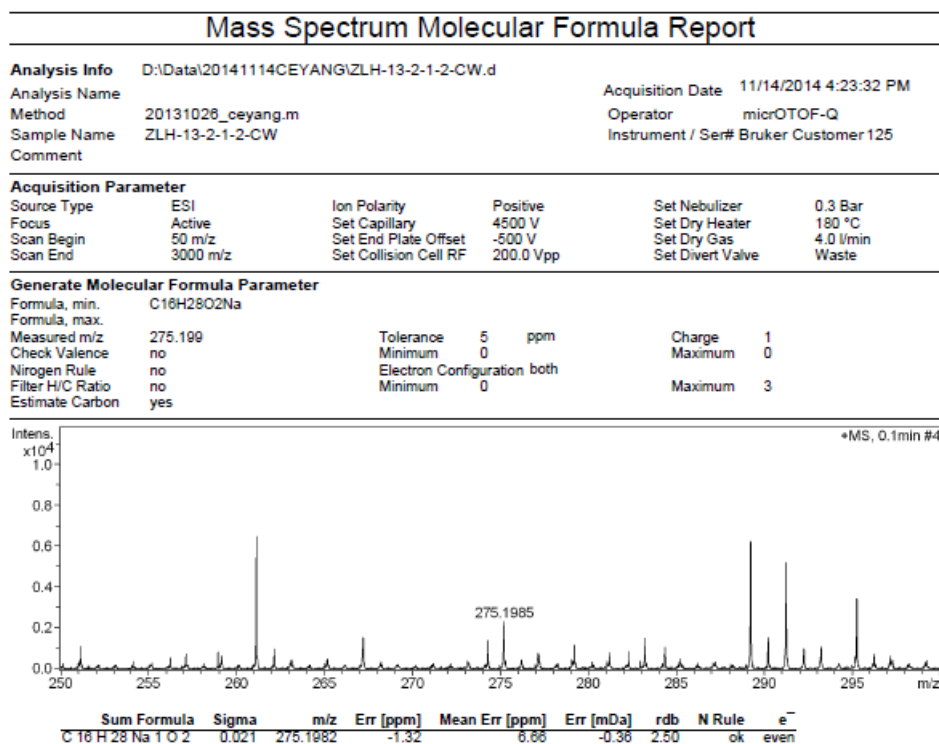 Mass Spectrum Molecular Formula Report
Analysis Info D:\Data\20141114CEYANG\ZLH-13-2-1-2-CW.d
Analysis Name Acquisition Date 11/14/2014 4:23:32 PM
Method 20131026_ceyang.m Operator micrOTOF-Q
Sample Name ZLH-13-2-1-2-CW Instrument / Ser# Bruker Customer 125
Comment
Acquisition Parameter
Source Type ESI Ion Polarity Positive Set Nebulizer 0.3 Bar
Focus Active Set Capillary 4500 V Set Dry Heater 180 °C
Scan Begin 50 m/z Set End Plate Offset -500 V Set Dry Gas 4.0 l/min
Scan End 3000 m/z Set Collision Cell RF 200.0 Vpp Set Divert Valve Waste
Generate Molecular Formula Parameter
Formula, min. C16H28O2Na
Formula, max.
Measured m/z 275.199 Tolerance 5 ppm Charge 1
Check Valence no Minimum 0 Maximum 0
Nirogen Rule no Electron Configuration both
Filter H/C Ratio no Minimum 0 Maximum 3
Estimate Carbon yes
Intens. +MS, 0.1min #4
x10^4
1.0
0.8
0.6
0.4
275.1985
0.2
0.0
250 255 260 265 270 275 280 285 290 295 m/z
Sum Formula Sigma m/z Err [ppm] Mean Err [ppm] Err [mDa] rdb N Rule e¯
C 16 H 28 Na 1 O 2 0.021 275.1982 -1.32 6.66 -0.36 2.50 ok even